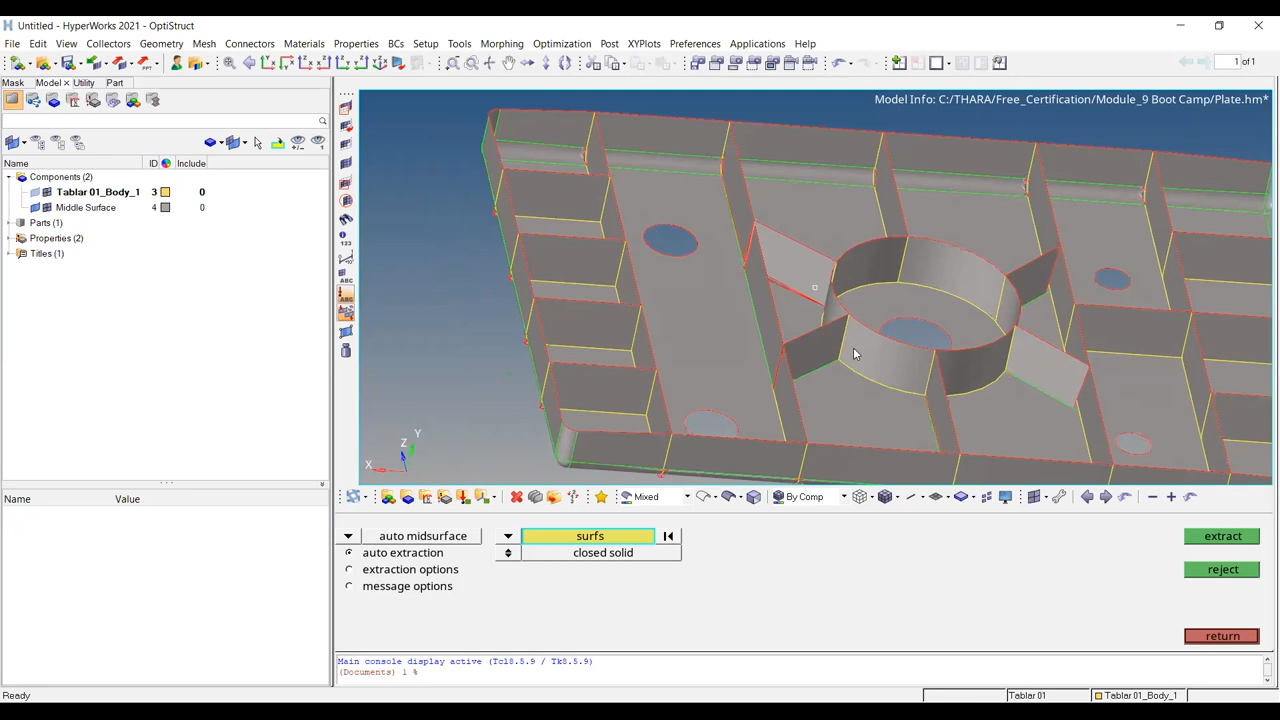 Untitled - HyperWorks 2021 - OptiStruct
File Edit View Collectors Geometry Mesh Connectors Materials Properties BCs Setup Tools Morphing Optimization Post XYPlots Preferences Applications Help
1 of 1
Mask Model Utility Part
Model Info: C:/THARA/Free_Certification/Module_9 Boot Camp/Plate.hm*
Name ID Include
Components (2)
Tablar 01_Body_1 3 0
Middle Surface 4 0
Parts (1)
Properties (2)
Titles (1)
123
ABC
ABC
Y
Z
X
Name Value
Mixed By Comp
auto midsurface surfs extract
auto extraction closed solid
extraction options reject
message options
return
Main console display active (Tcl8.5.9 / Tk8.5.9)
(Documents) 1 %
Ready Tablar 01 Tablar 01_Body_1